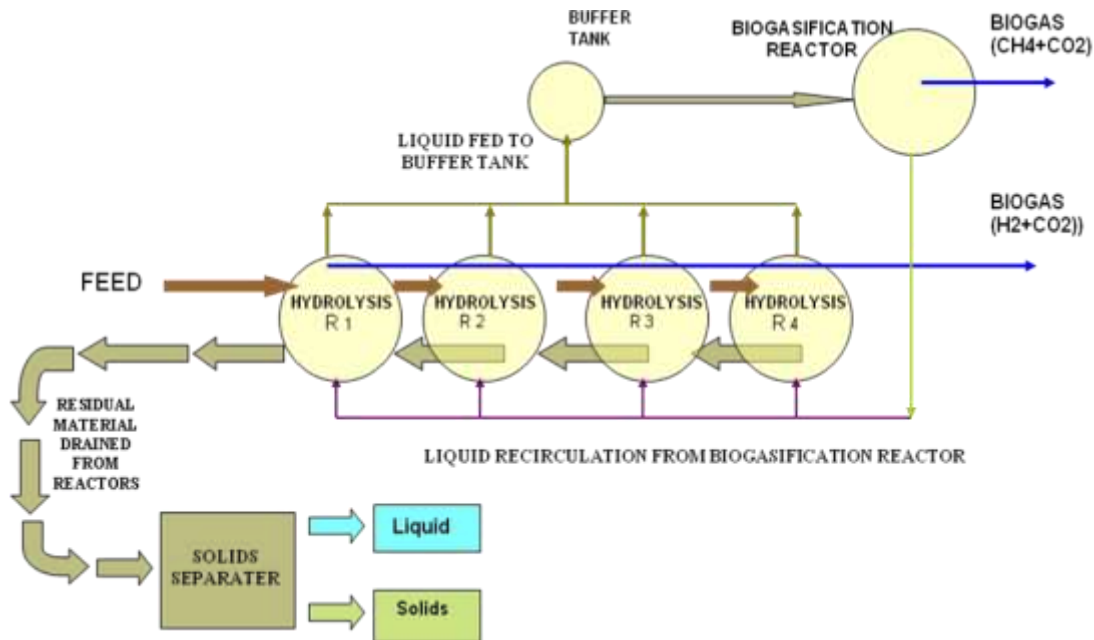 BUFFER
TANK
BIOGASIFICATION
REACTOR
BIOGAS
(CH4+CO2)
LIQUID FED TO
BUFFER TANK
BIOGAS
(H2+CO2))
FEED
HYDROLYSIS
R 1
HYDROLYSIS
R 2
HYDROLYSIS
R 3
HYDROLYSIS
R 4
RESIDUAL
MATERIAL
DRAINED
FROM
REACTORS
LIQUID RECIRCULATION FROM BIOGASIFICATION REACTOR
SOLIDS
SEPARATER
Liquid
Solids